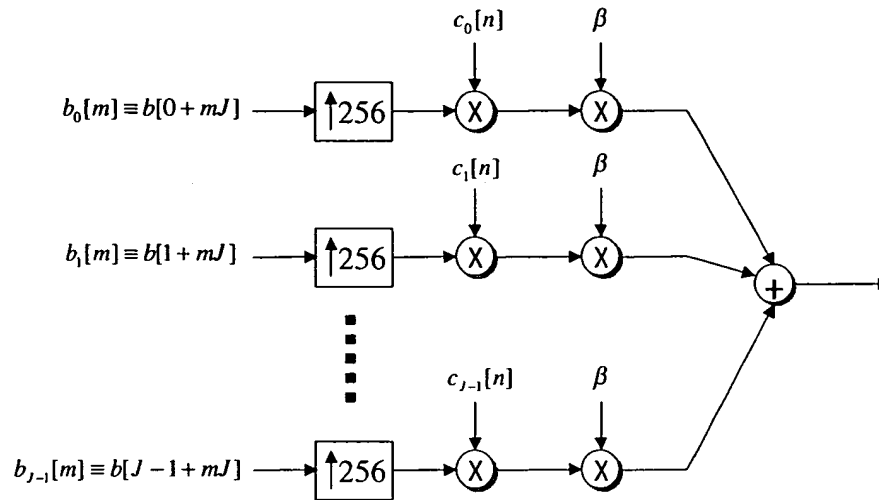 c₀[n] β
b₀[m] ≡ b[0 + mJ] ↑256 X X
c₁[n] β
b₁[m] ≡ b[1 + mJ] ↑256 X X
+
c_{J-1}[n] β
b_{J-1}[m] ≡ b[J - 1 + mJ] ↑256 X X